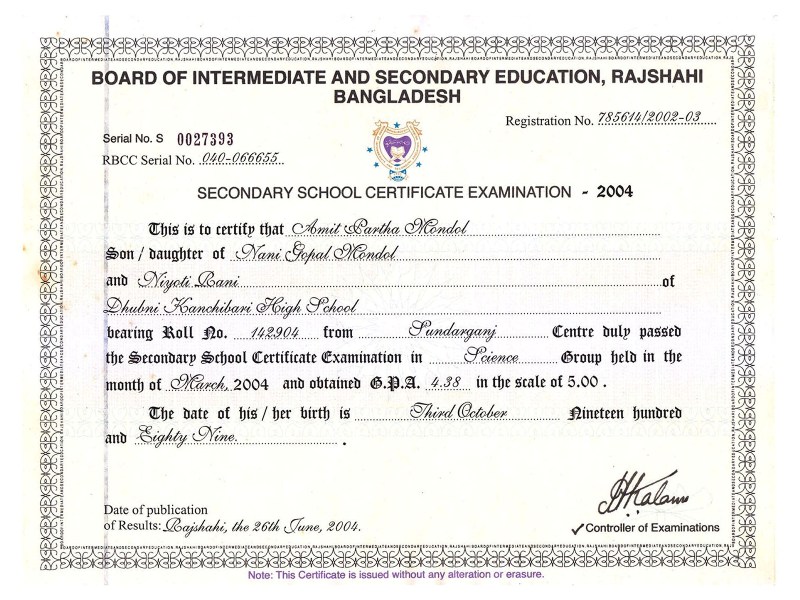 BOARD OF INTERMEDIATE AND SECONDARY EDUCATION, RAJSHAHI
BANGLADESH
Registration No. 785614/2002-03
Serial No. S 0027393
RBCC Serial No. 040-066655
SECONDARY SCHOOL CERTIFICATE EXAMINATION - 2004
This is to certify that Amit Partha Mondol
Son / daughter of Nani Gopal Mondol
and Niyoti Rani of
Dhubni Kanchibari High School
bearing Roll No. 142904 from Sundarganj Centre duly passed
the Secondary School Certificate Examination in Science Group held in the
month of March, 2004 and obtained G.P.A. 4.38 in the scale of 5.00 .
The date of his / her birth is Third October Nineteen hundred
and Eighty Nine. .
Date of publication
of Results: Rajshahi, the 26th June, 2004.
Controller of Examinations
Note: This Certificate is issued without any alteration or erasure.